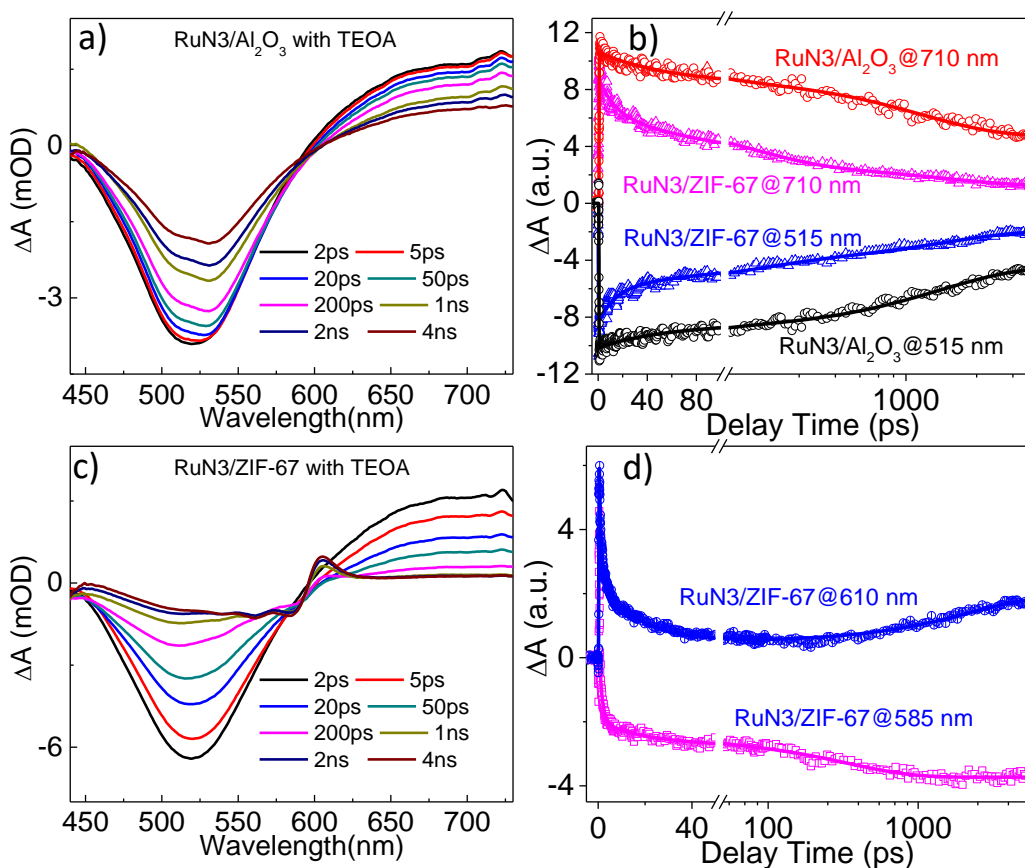 a)
RuN3/Al2O3 with TEOA
0
-3
ΔA (mOD)
2ps 5ps
20ps 50ps
200ps 1ns
2ns 4ns
450 500 550 600 650 700
Wavelength(nm)
b)
12
8
4
0
-4
-8
-12
ΔA (a.u.)
RuN3/Al2O3@710 nm
RuN3/ZIF-67@710 nm
RuN3/ZIF-67@515 nm
RuN3/Al2O3@515 nm
0 40 80 1000
Delay Time (ps)
c)
RuN3/ZIF-67 with TEOA
0
-6
ΔA (mOD)
2ps 5ps
20ps 50ps
200ps 1ns
2ns 4ns
450 500 550 600 650 700
Wavelength(nm)
d)
4
0
-4
ΔA (a.u.)
RuN3/ZIF-67@610 nm
RuN3/ZIF-67@585 nm
0 40 100 1000
Delay Time (ps)